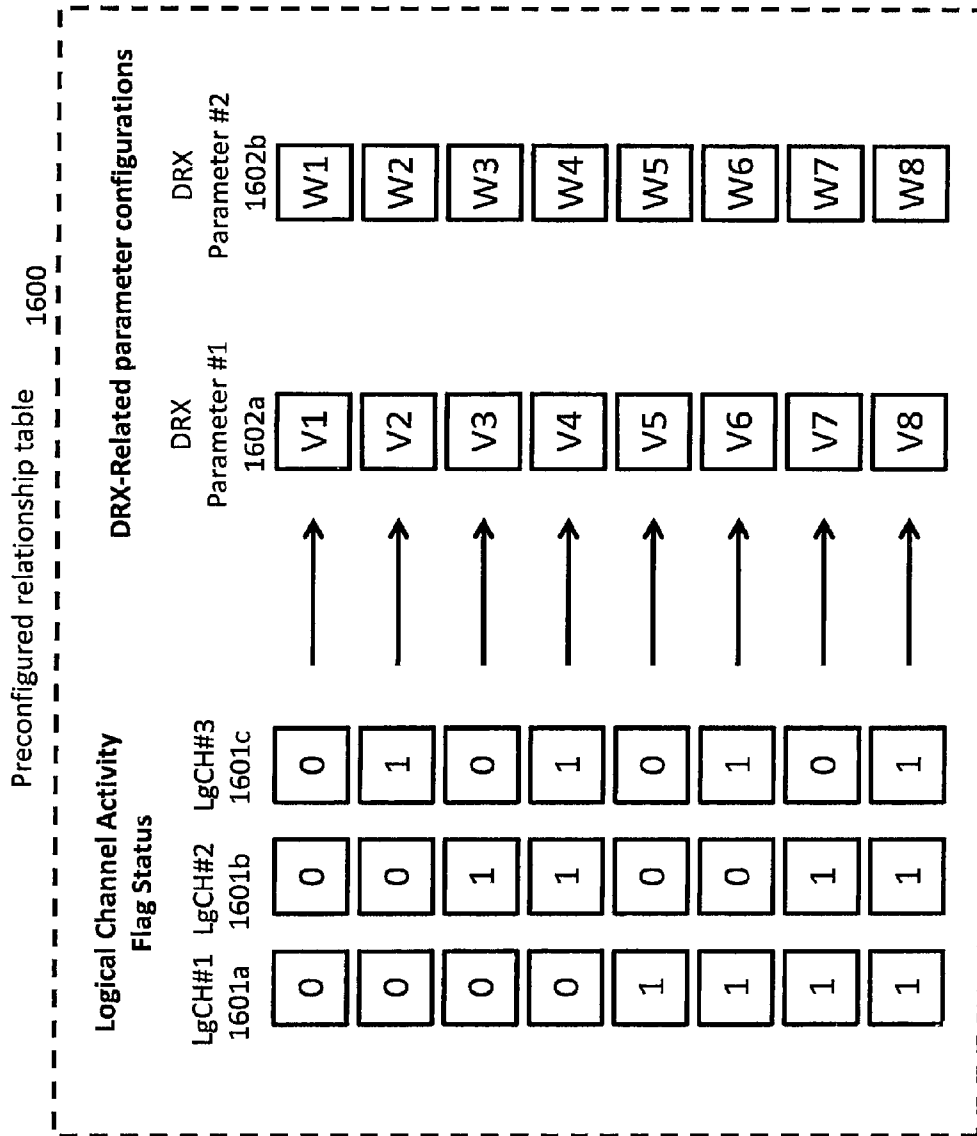 Preconfigured relationship table
1600
Logical Channel Activity
Flag Status
DRX-Related parameter configurations
LgCH#1
1601a
LgCH#2
1601b
LgCH#3
1601c
DRX
Parameter #1
1602a
DRX
Parameter #2
1602b
0 0 0 V1 W1
0 0 1 V2 W2
0 1 0 V3 W3
0 1 1 V4 W4
1 0 0 V5 W5
1 0 1 V6 W6
1 1 0 V7 W7
1 1 1 V8 W8